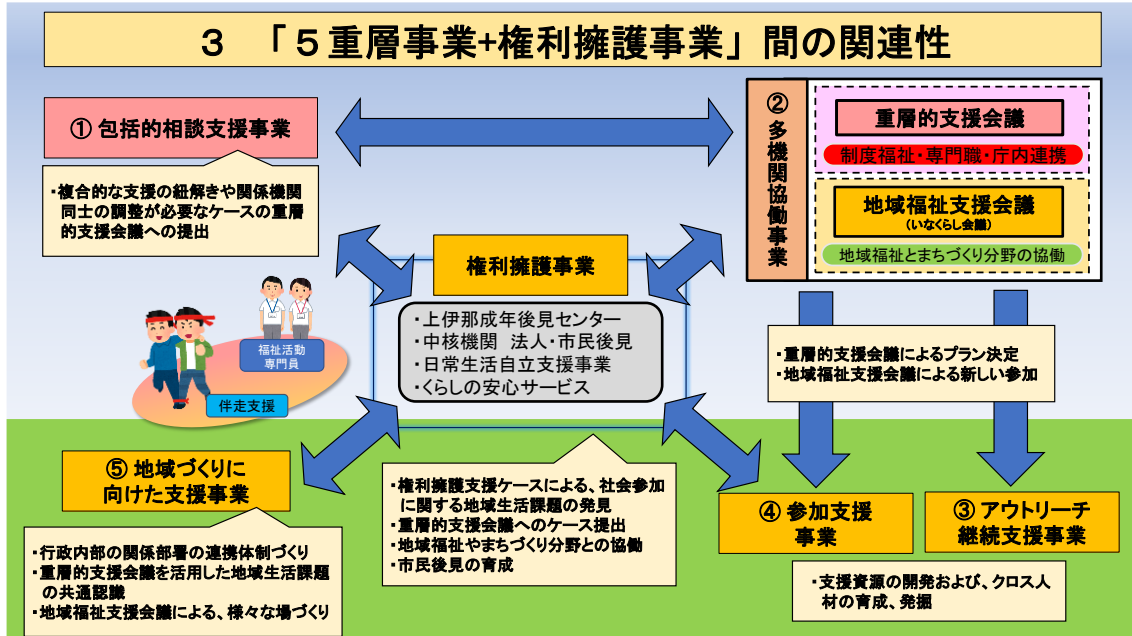 ３　「５重層事業+権利擁護事業」間の関連性
① 包括的相談支援事業
・複合的な支援の紐解きや関係機関
同士の調整が必要なケースの重層
的支援会議への提出
②多機関協働事業
重層的支援会議
制度福祉・専門職・庁内連携
地域福祉支援会議
(いなくらし会議)
地域福祉とまちづくり分野の協働
権利擁護事業
・上伊那成年後見センター
・中核機関　法人・市民後見
・日常生活自立支援事業
・くらしの安心サービス
福祉活動
専門員
伴走支援
・重層的支援会議によるプラン決定
・地域福祉支援会議による新しい参加
⑤ 地域づくりに
向けた支援事業
・行政内部の関係部署の連携体制づくり
・重層的支援会議を活用した地域生活課題
の共通認識
・地域福祉支援会議による、様々な場づくり
・権利擁護支援ケースによる、社会参加
に関する地域生活課題の発見
・重層的支援会議へのケース提出
・地域福祉やまちづくり分野との協働
・市民後見の育成
④ 参加支援
事業
③ アウトリーチ
継続支援事業
・支援資源の開発および、クロス人
材の育成、発掘